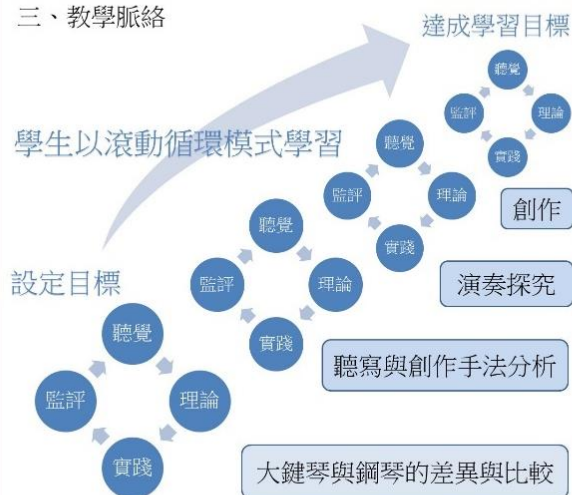 三、教學脈絡
達成學習目標
聽覺
監評
理論
實踐
學生以滾動循環模式學習
聽覺
監評
理論
實踐
創作
聽覺
監評
理論
實踐
演奏探究
設定目標
聽寫與創作手法分析
聽覺
監評
理論
實踐
大鍵琴與鋼琴的差異與比較